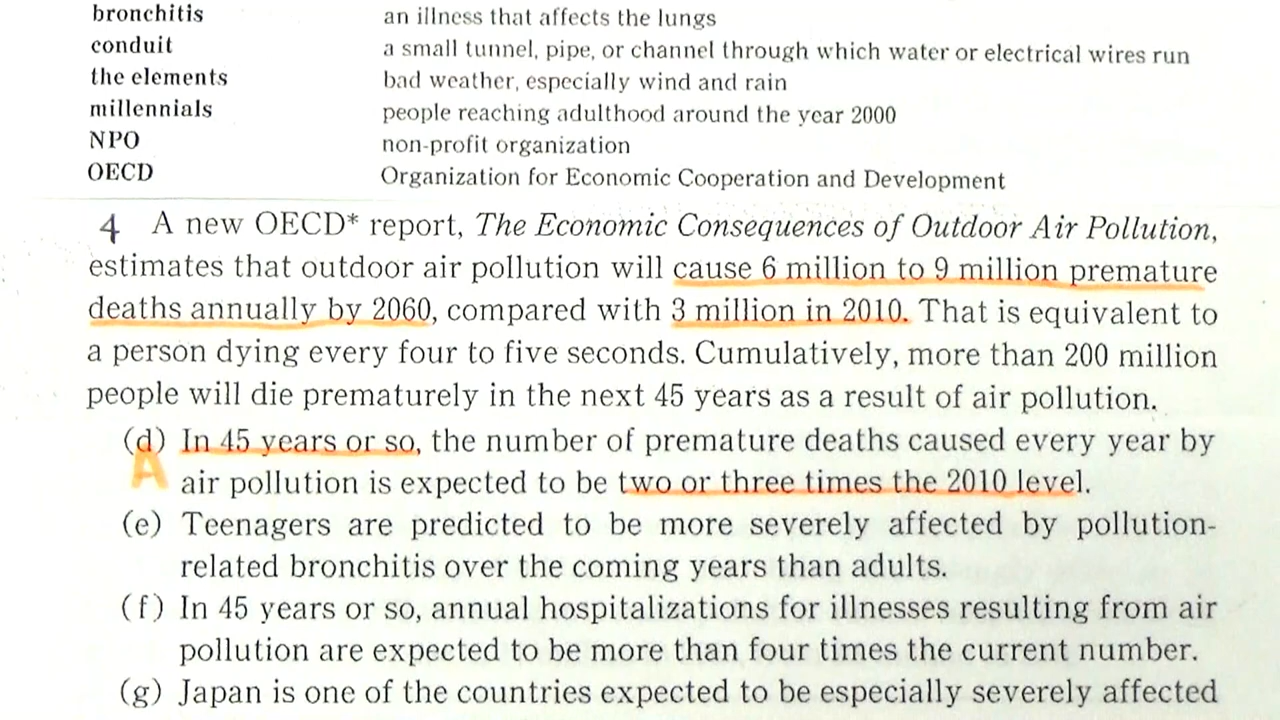 bronchitis an illness that affects the lungs
conduit a small tunnel, pipe, or channel through which water or electrical wires run
the elements bad weather, especially wind and rain
millennials people reaching adulthood around the year 2000
NPO non-profit organization
OECD Organization for Economic Cooperation and Development
4 A new OECD* report, The Economic Consequences of Outdoor Air Pollution,
estimates that outdoor air pollution will cause 6 million to 9 million premature
deaths annually by 2060, compared with 3 million in 2010. That is equivalent to
a person dying every four to five seconds. Cumulatively, more than 200 million
people will die prematurely in the next 45 years as a result of air pollution.
(d) In 45 years or so, the number of premature deaths caused every year by
A air pollution is expected to be two or three times the 2010 level.
(e) Teenagers are predicted to be more severely affected by pollution-
related bronchitis over the coming years than adults.
(f) In 45 years or so, annual hospitalizations for illnesses resulting from air
pollution are expected to be more than four times the current number.
(g) Japan is one of the countries expected to be especially severely affected